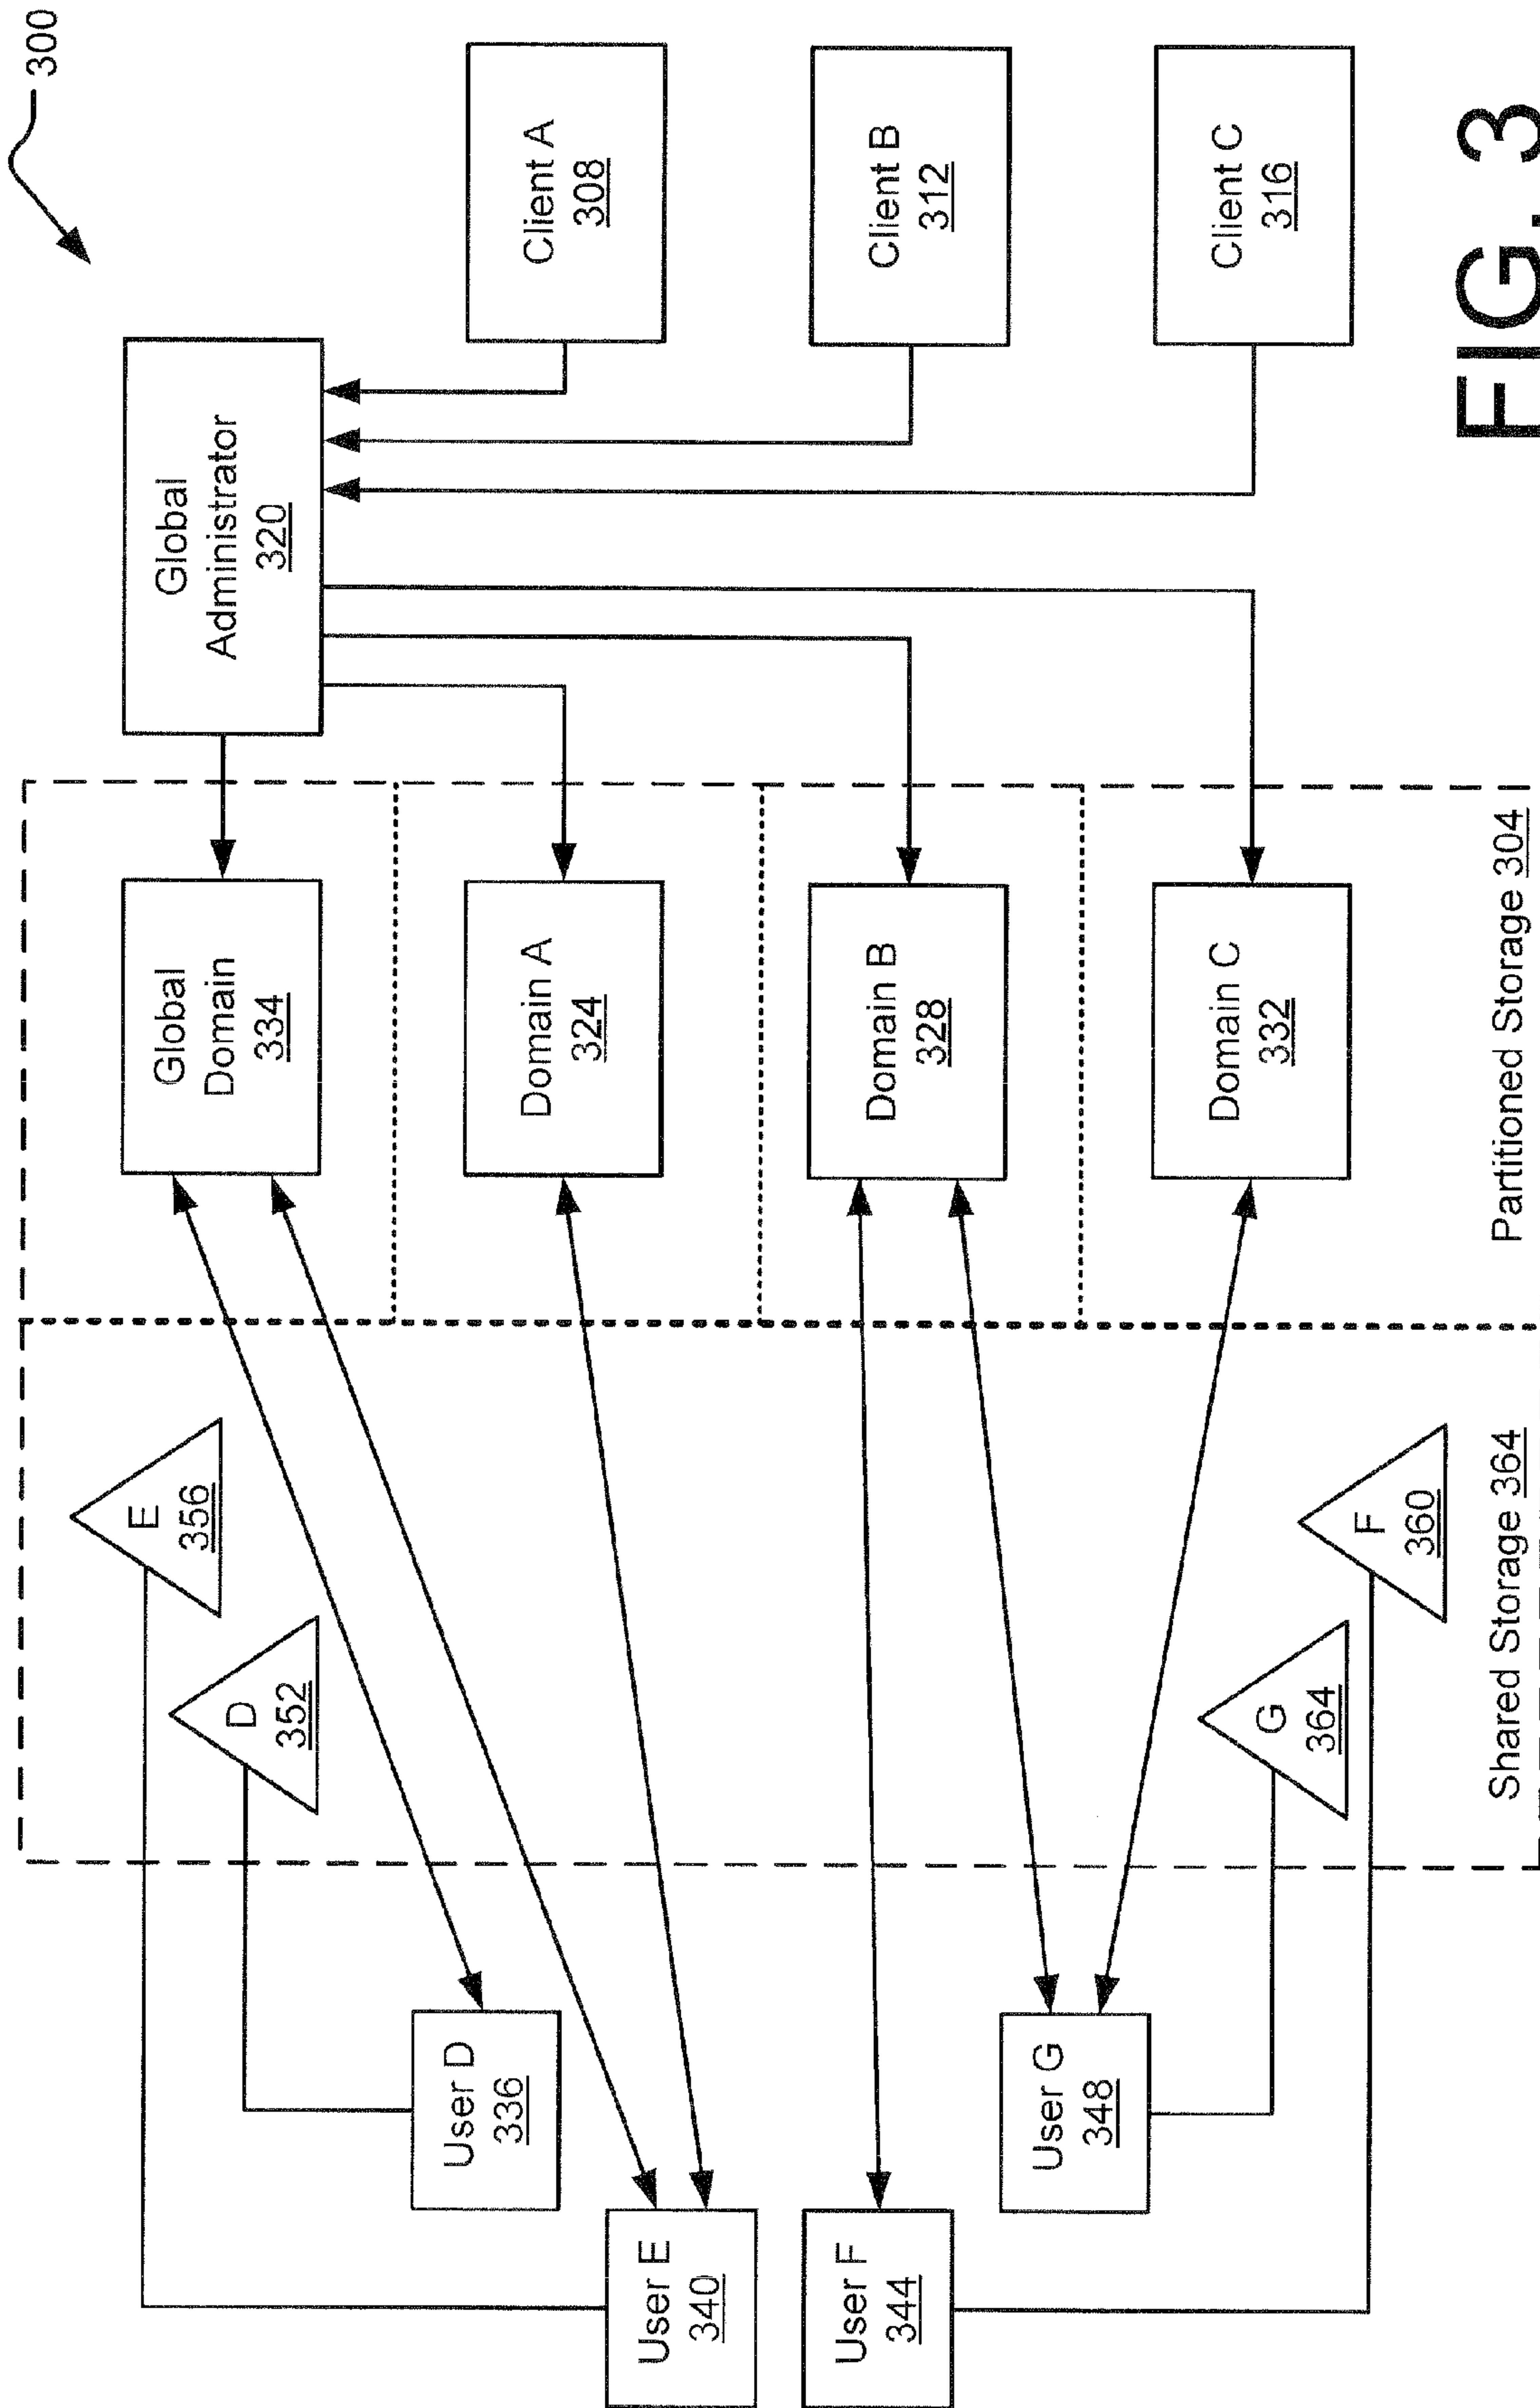 300
Global
Administrator
320
Client A
308
Client B
312
Client C
316
Global
Domain
334
Domain A
324
Domain B
328
Domain C
332
Partitioned Storage 304
E
356
D
352
G
364
F
360
Shared Storage 364
User D
336
User E
340
User F
344
User G
348
FIG. 3